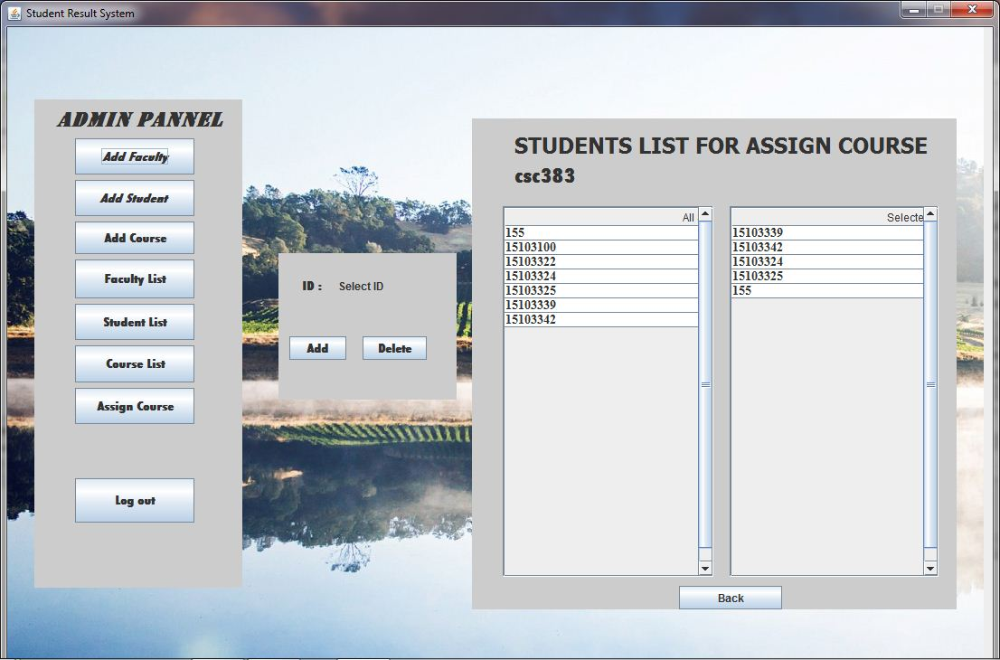 Student Result System
ADMIN PANNEL
Add Faculty
Add Student
Add Course
Faculty List
Student List
Course List
Assign Course
Log out
ID :   Select ID
Add   Delete
STUDENTS LIST FOR ASSIGN COURSE
csc383
All
155
15103100
15103322
15103324
15103325
15103339
15103342
Selecte
15103339
15103342
15103324
15103325
155
Back